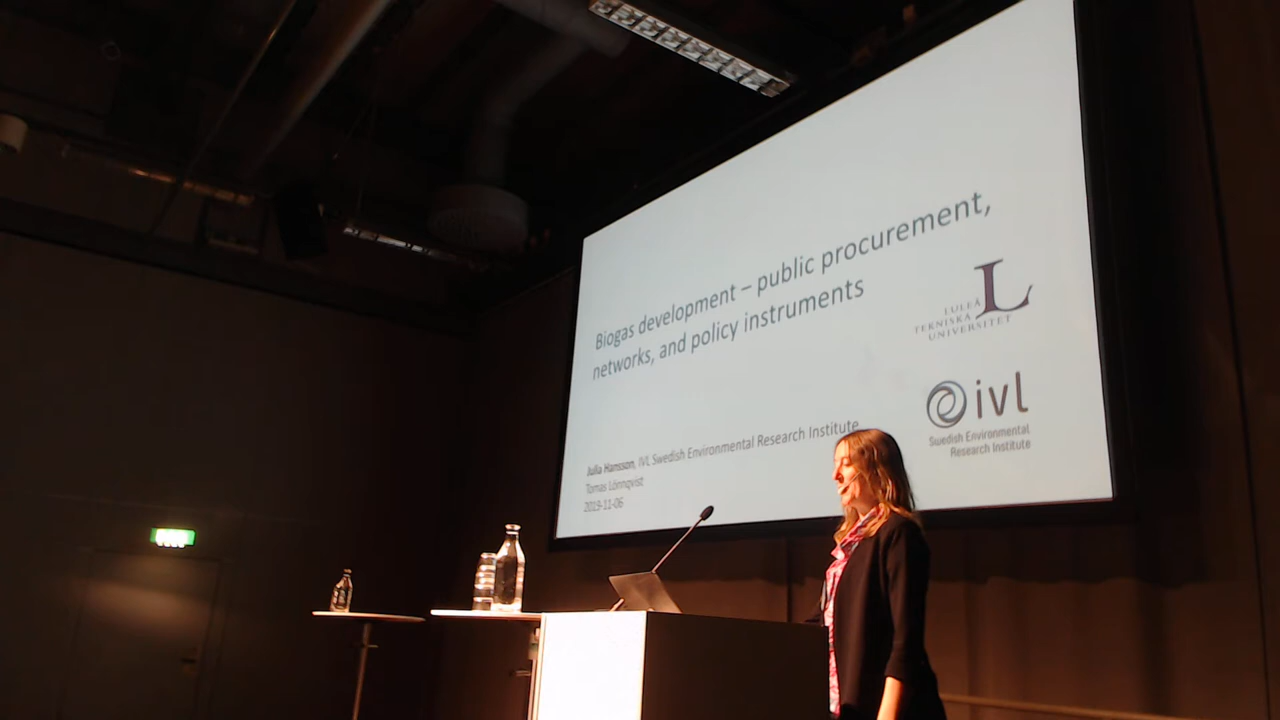 Biogas development – public procurement,
networks, and policy instruments
LULEÅ
TEKNISKA
UNIVERSITET
L
ivl
Swedish Environmental
Research Institute
Julia Hansson, IVL Swedish Environmental Research Institute
Tomas Lönnqvist
2019-11-06